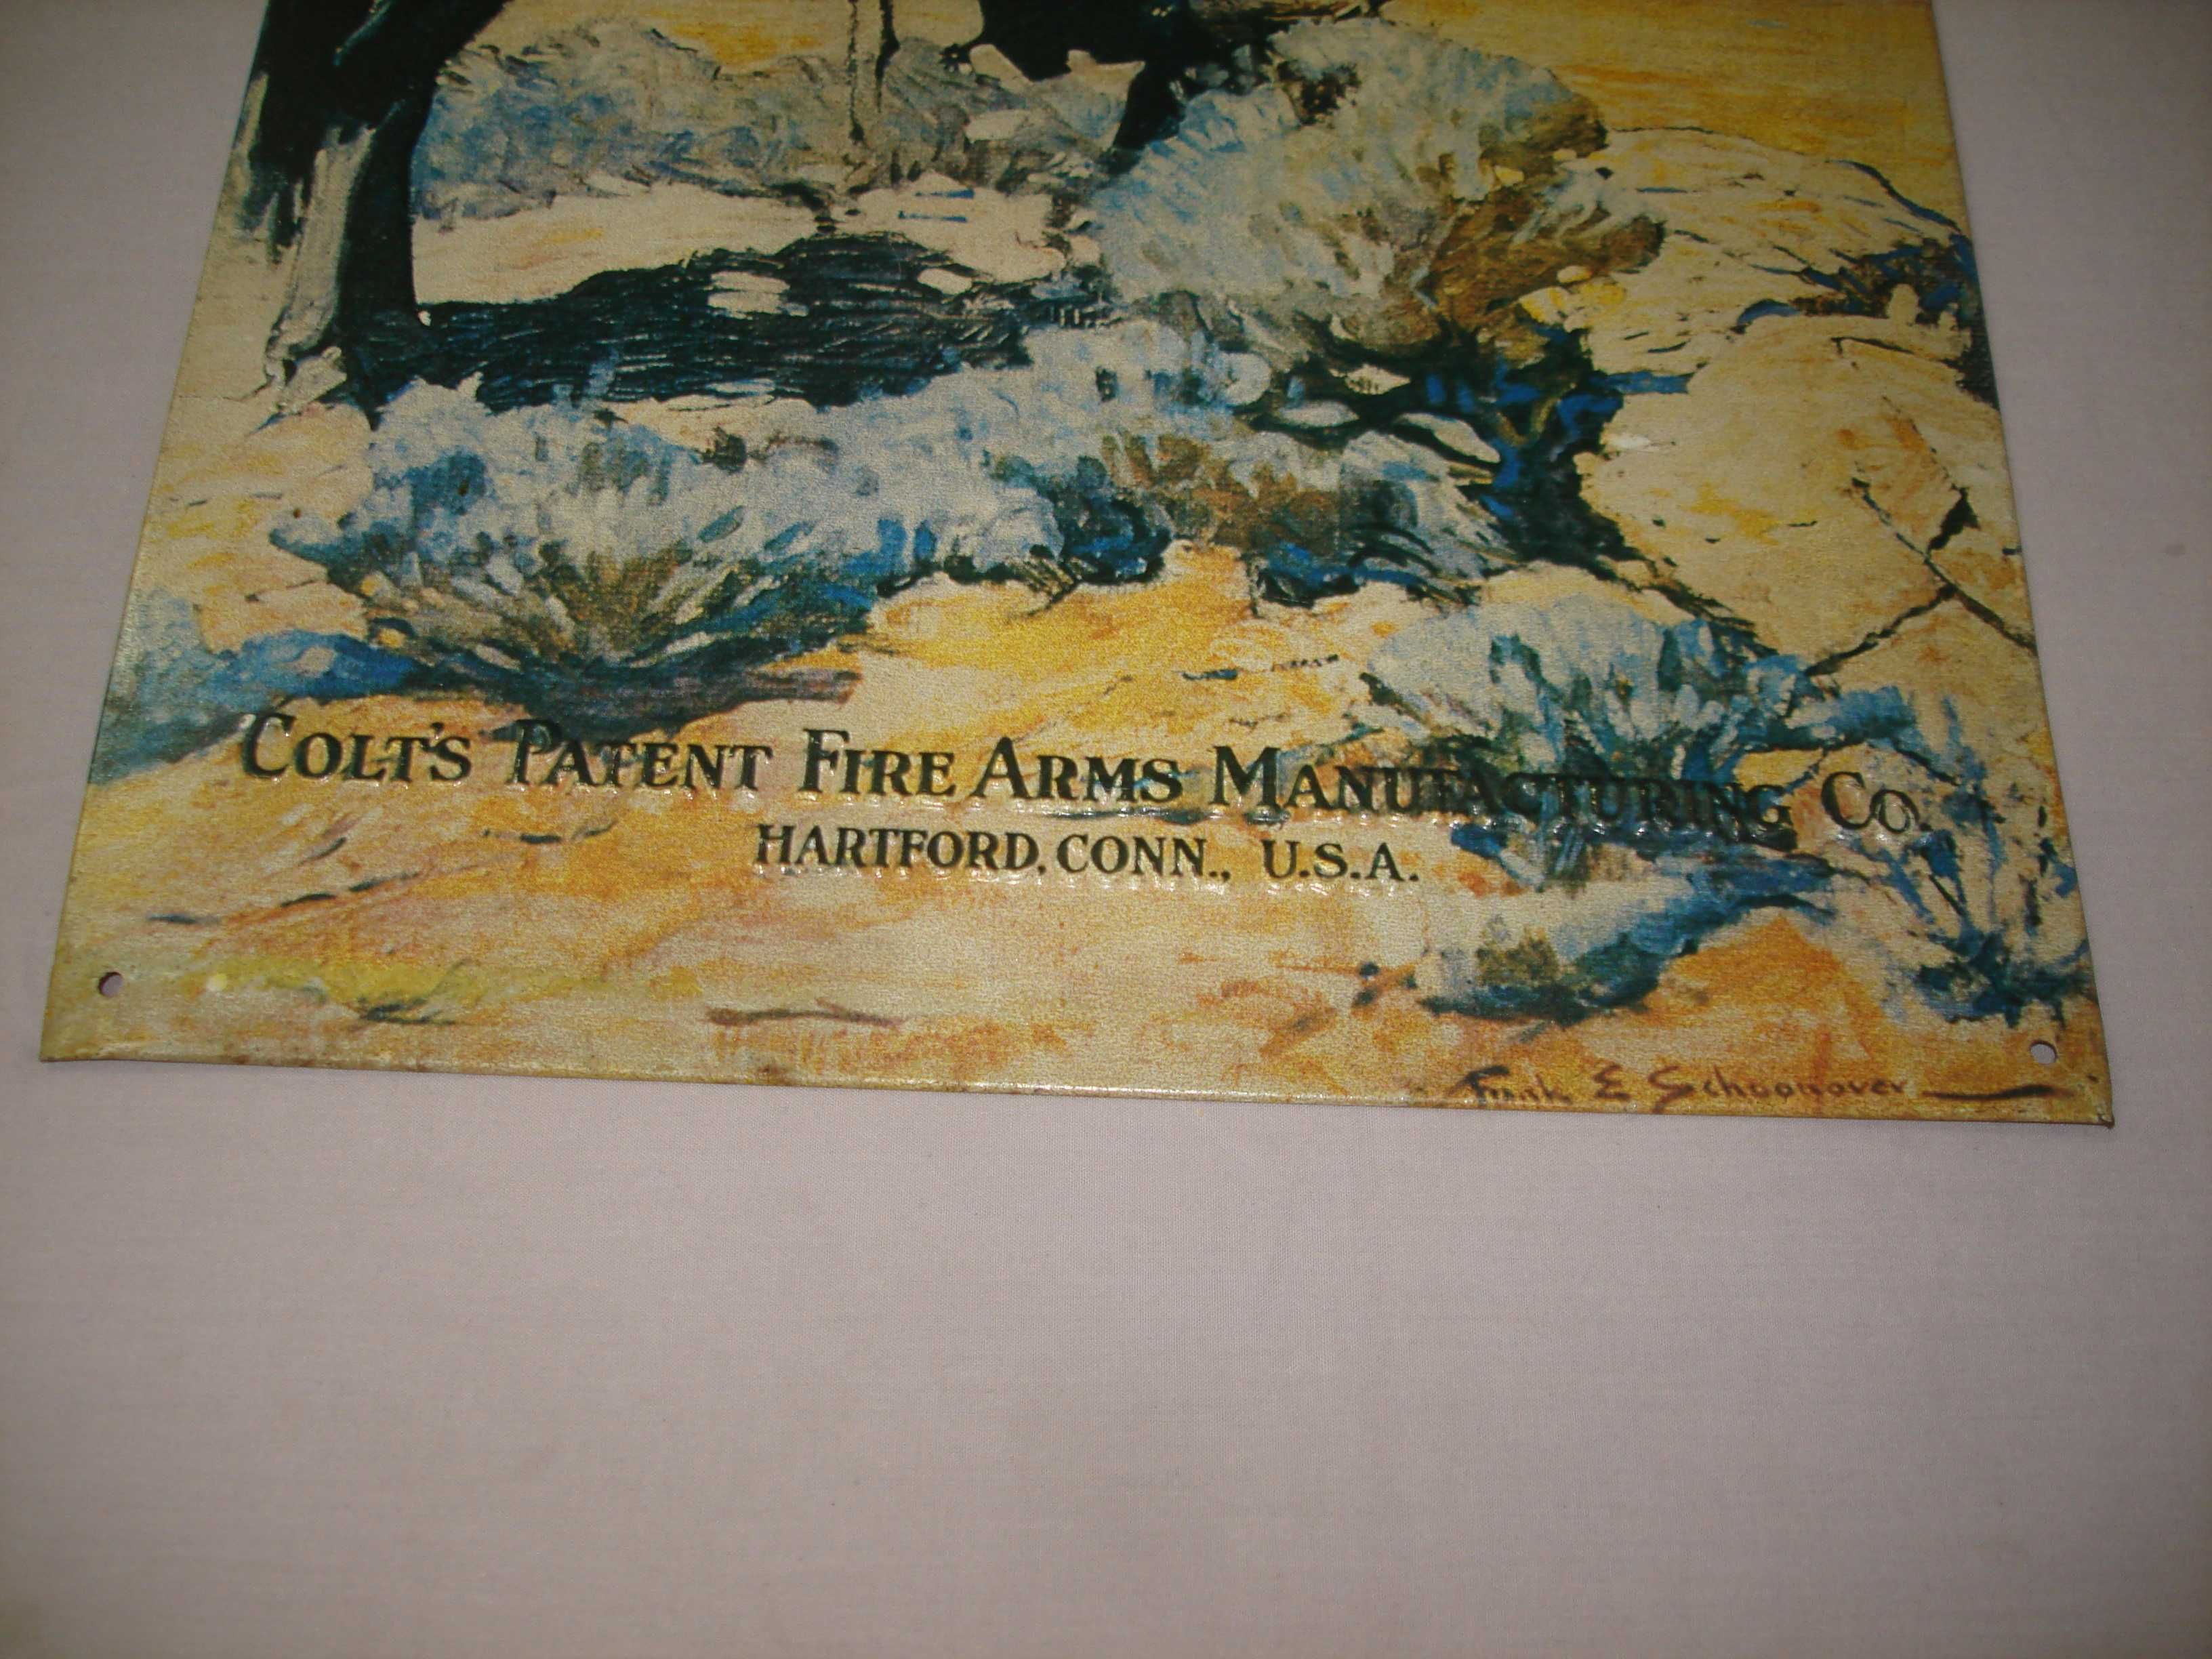 COLT'S PATENT FIRE ARMS MANUFACTURING CO.
HARTFORD, CONN., U.S.A.
Frank E Schoonover